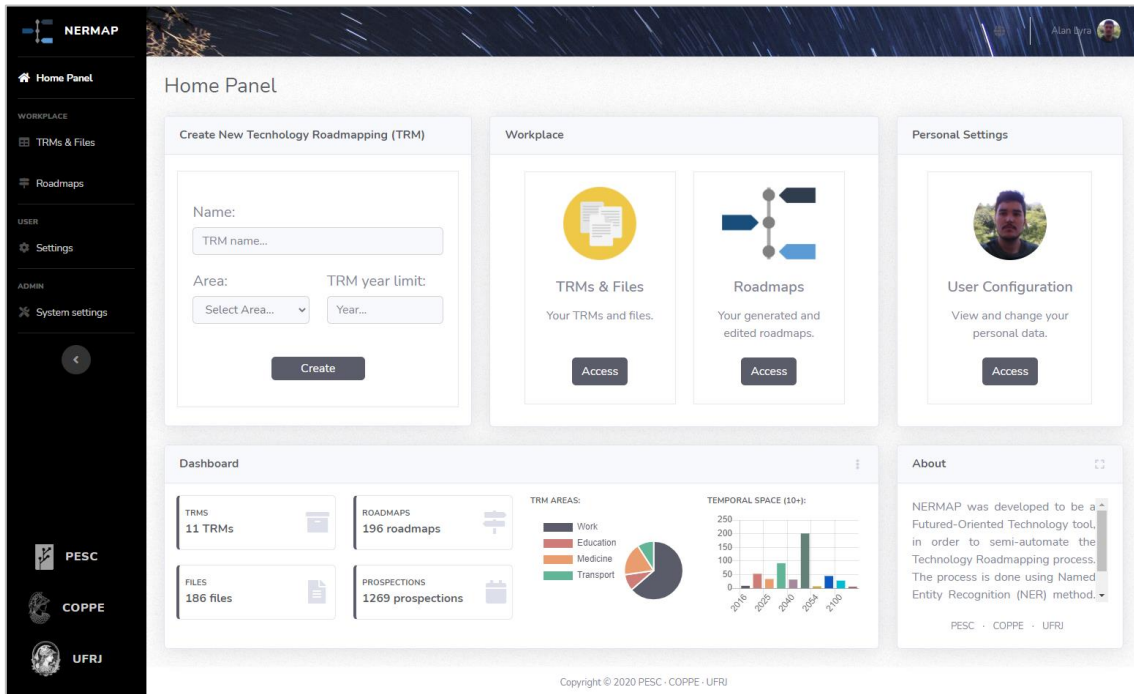 NERMAP
Alan Lyra
Home Panel
WORKPLACE
TRMs & Files
Roadmaps
USER
Settings
ADMIN
System settings
PESC
COPPE
UFRJ
Home Panel
Create New Tecnhology Roadmapping (TRM)
Name:
TRM name...
Area:
TRM year limit:
Select Area...
Year...
Create
Workplace
TRMs & Files
Your TRMs and files.
Access
Roadmaps
Your generated and
edited roadmaps.
Access
Personal Settings
User Configuration
View and change your
personal data.
Access
Dashboard
TRMS
11 TRMs
ROADMAPS
196 roadmaps
FILES
186 files
PROSPECTIONS
1269 prospections
TRM AREAS:
Work
Education
Medicine
Transport
TEMPORAL SPACE (10+):
250
200
150
100
50
0
2016
2025
2040
2054
2100
About
NERMAP was developed to be a
Futured-Oriented Technology tool,
in order to semi-automate the
Technology Roadmapping process.
The process is done using Named
Entity Recognition (NER) method.
PESC · COPPE · UFRJ
Copyright © 2020 PESC · COPPE · UFRJ